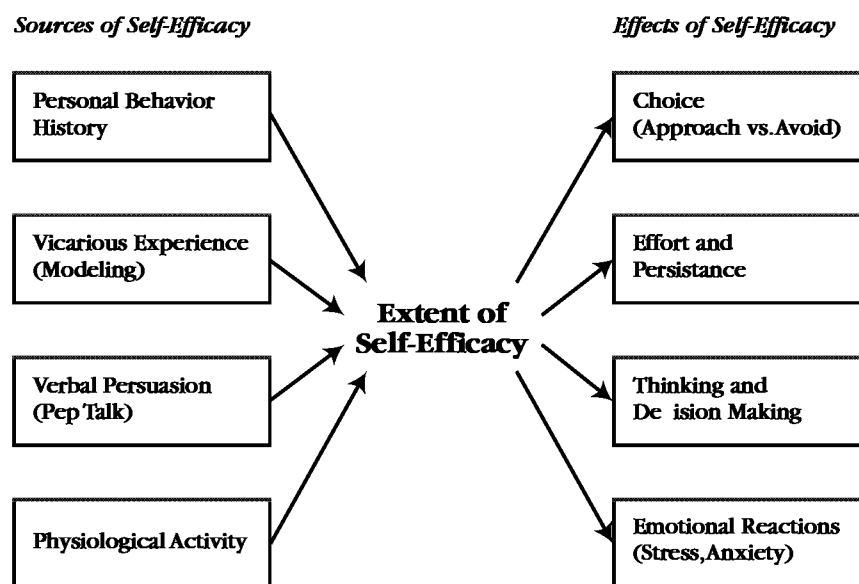 Sources of Self-Efficacy
Personal Behavior
History
Vicarious Experience
(Modeling)
Verbal Persuasion
(Pep Talk)
Physiological Activity
Extent of
Self-Efficacy
Effects of Self-Efficacy
Choice
(Approach vs. Avoid)
Effort and
Persistance
Thinking and
De ision Making
Emotional Reactions
(Stress, Anxiety)